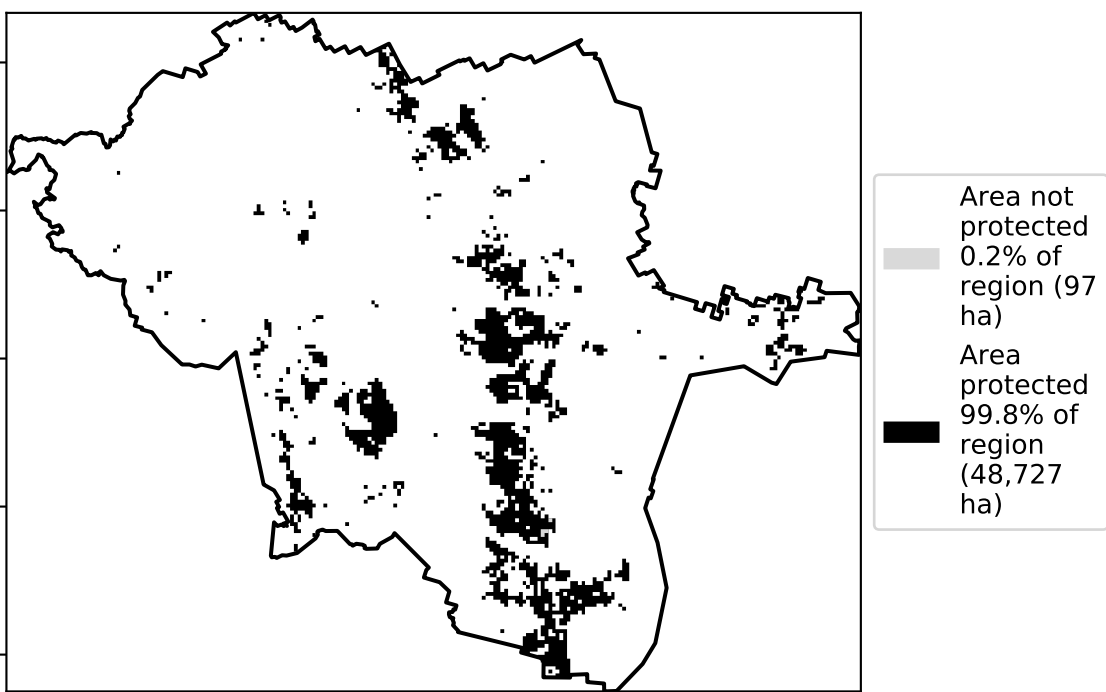 Area not
protected
0.2% of
region (97
ha)
Area
protected
99.8% of
region
(48,727
ha)